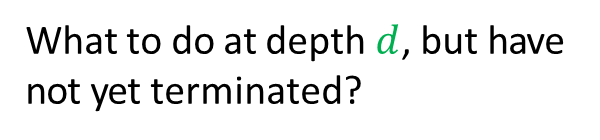 What to do at depth d, but have
not yet terminated?